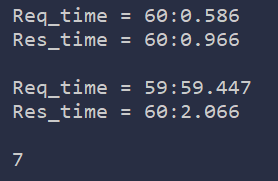 Req_time = 60:0.586
Res_time = 60:0.966
Req_time = 59:59.447
Res_time = 60:2.066
7